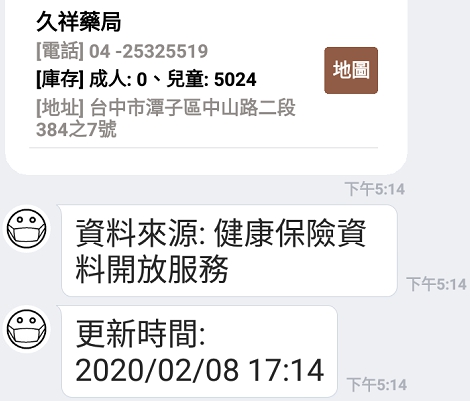 久祥藥局
[電話] 04 -25325519
[庫存] 成人: 0、兒童: 5024
地圖
[地址] 台中市潭子區中山路二段
384之7號
下午5:14
資料來源: 健康保險資
料開放服務
下午5:14
更新時間:
2020/02/08 17:14
下午5:14